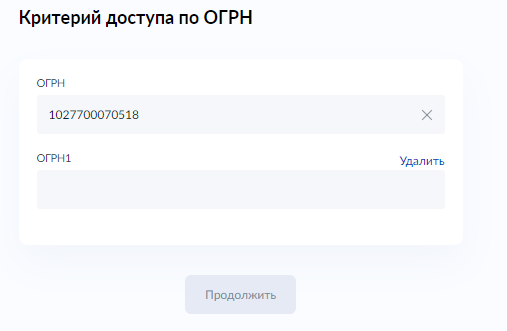 Критерий доступа по ОГРН
ОГРН
1027700070518
ОГРН1
Удалить
Продолжить